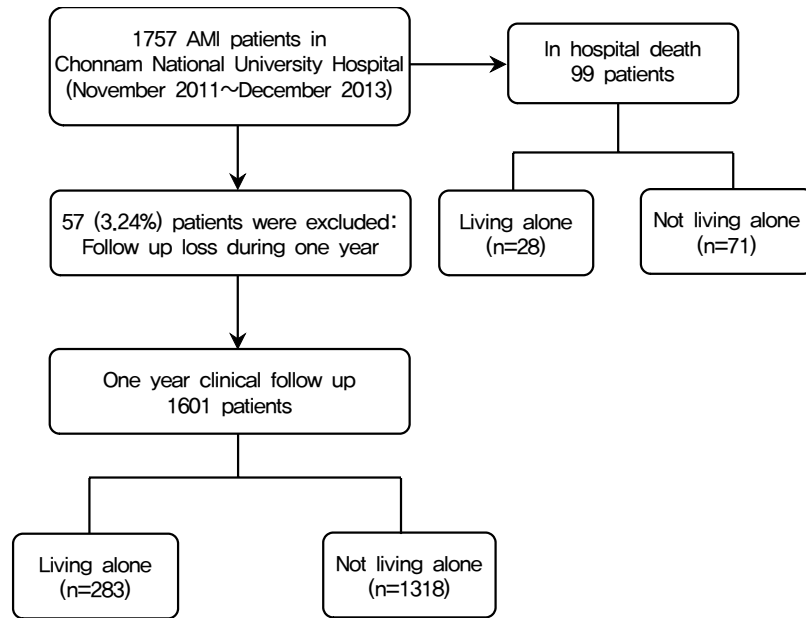 1757 AMI patients in
Chonnam National University Hospital
(November 2011～December 2013)
In hospital death
99 patients
Living alone
(n=28)
Not living alone
(n=71)
57 (3.24%) patients were excluded:
Follow up loss during one year
One year clinical follow up
1601 patients
Living alone
(n=283)
Not living alone
(n=1318)